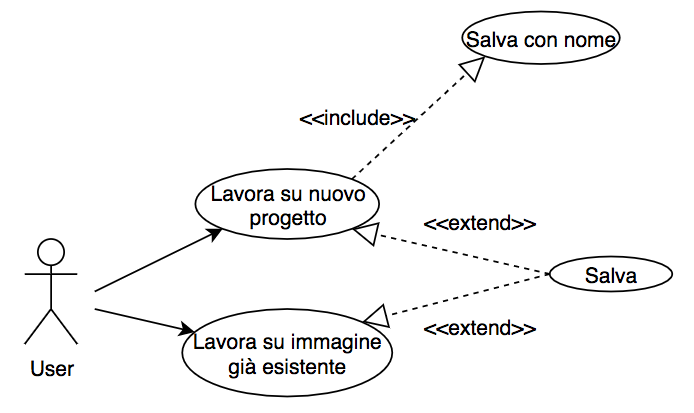 Salva con nome
<<include>>
Lavora su nuovo
progetto
<<extend>>
Salva
<<extend>>
Lavora su immagine
già esistente
User